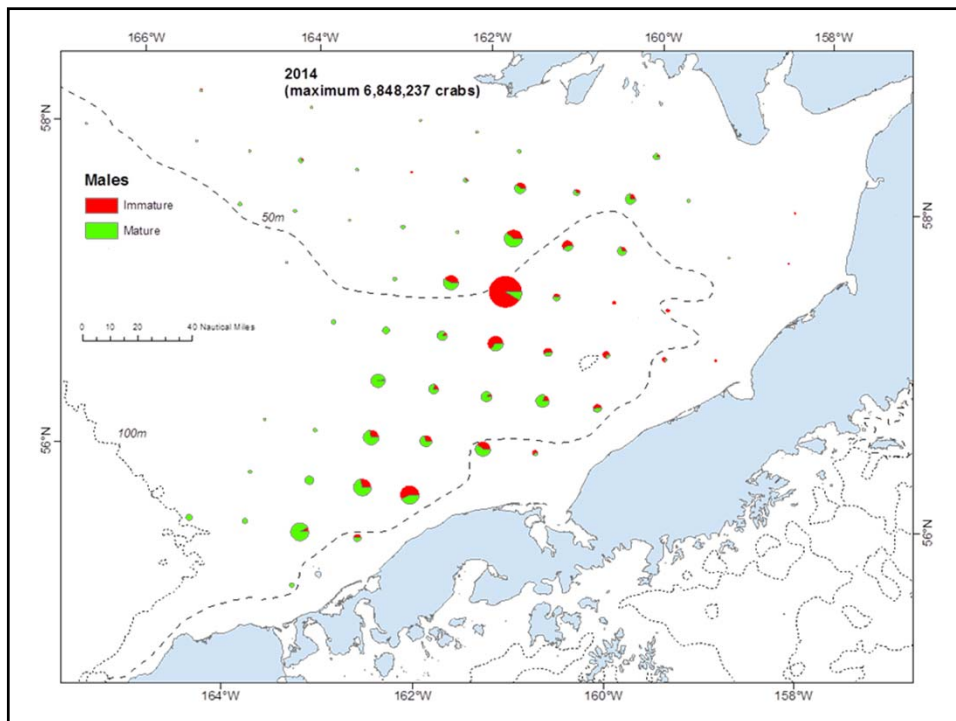 166°W 164°W 162°W 160°W 158°W
2014
(maximum 6,848,237 crabs)
58°N
Males
Immature
Mature
50m
58°N
0 10 20 40 Nautical Miles
100m
56°N
56°N
164°W 162°W 160°W 158°W